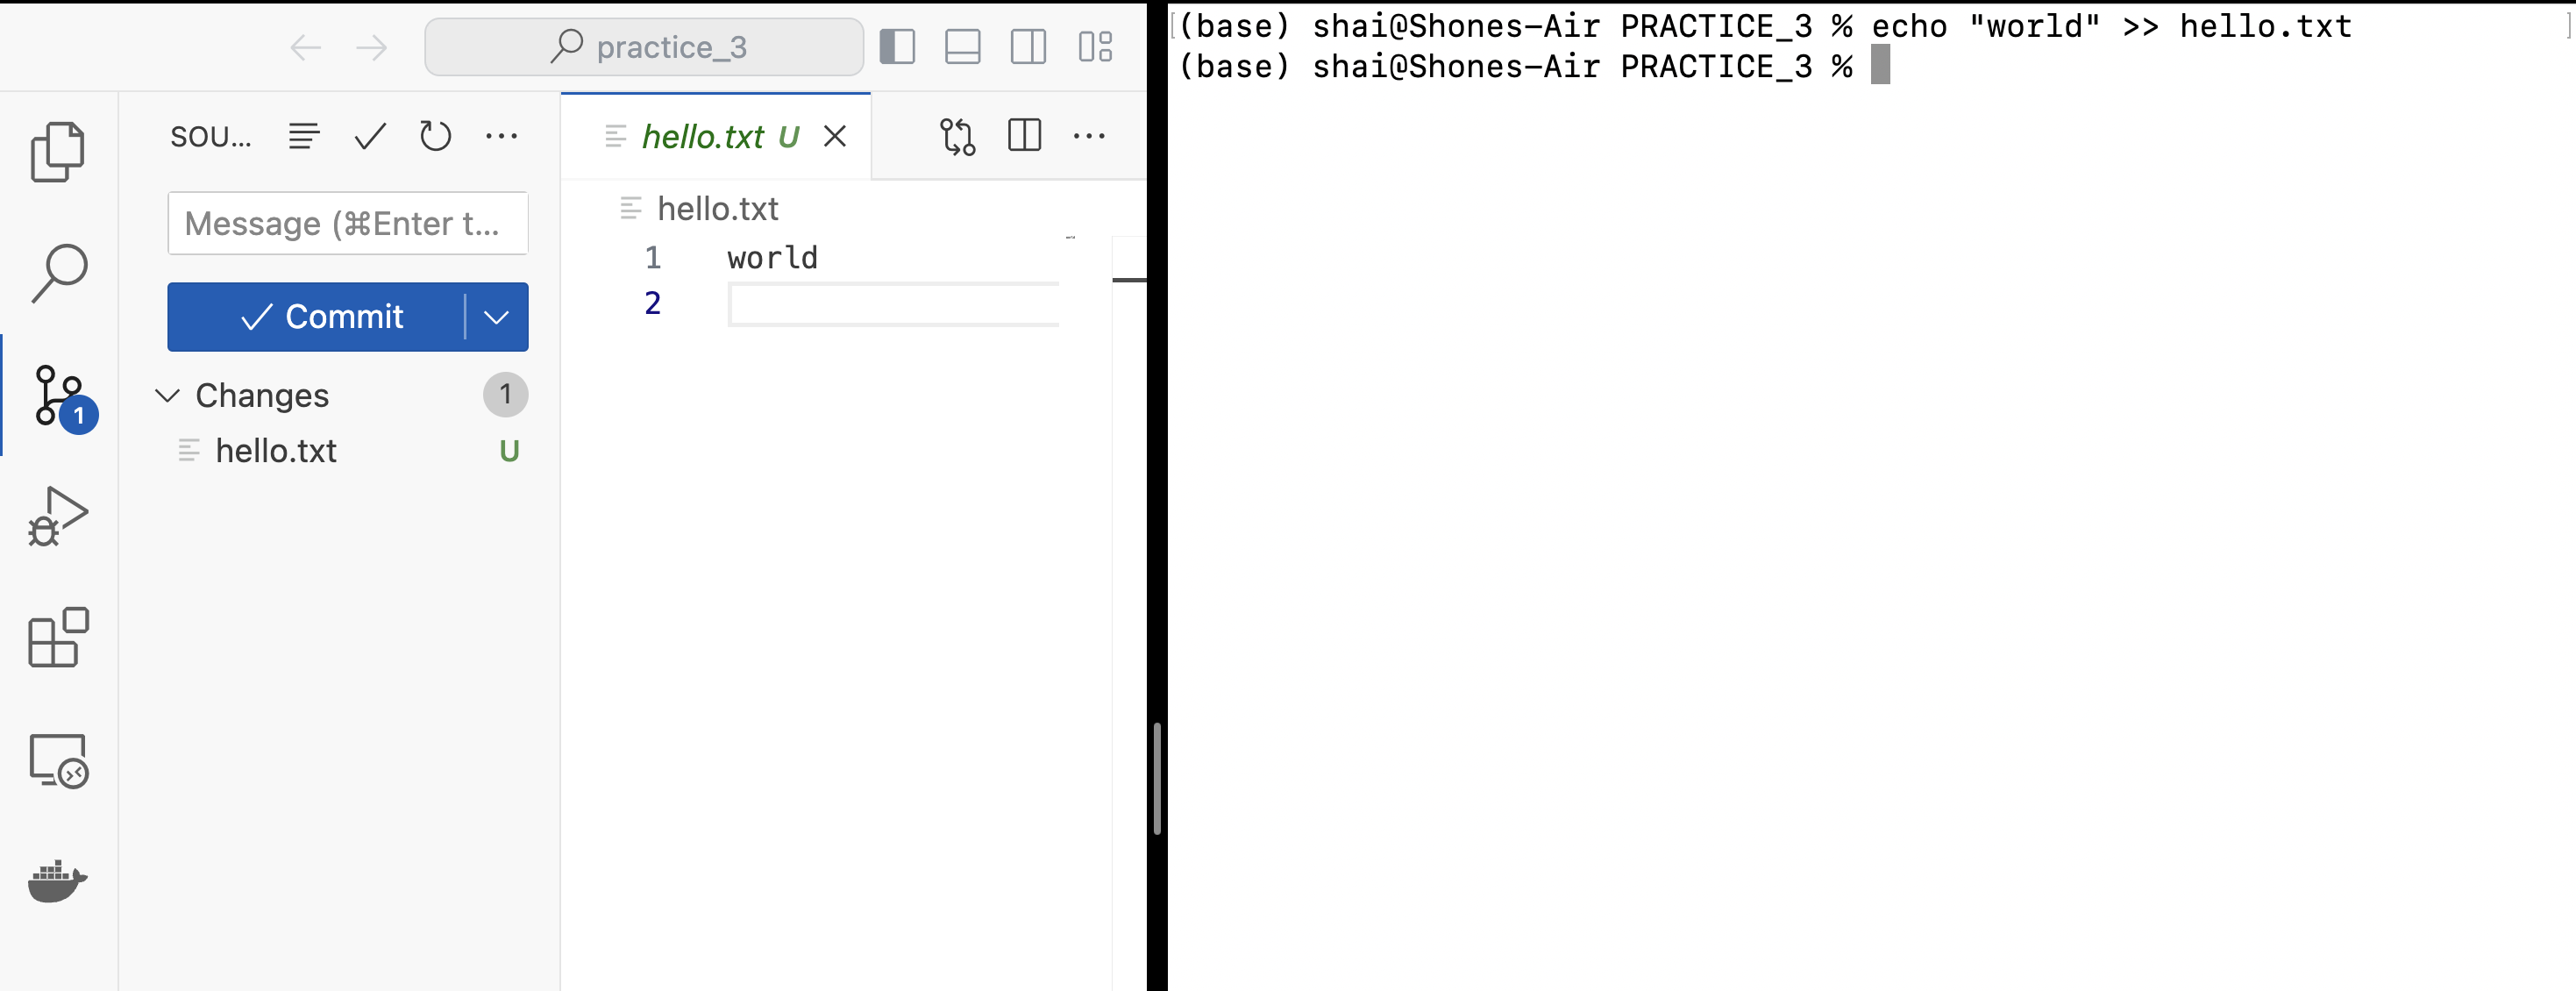 practice_3
SOU...
Message (⌘Enter t...
Commit
Changes 1
hello.txt U
1
hello.txt U
hello.txt
1 world
2
(base) shai@Shones-Air PRACTICE_3 % echo "world" >> hello.txt
(base) shai@Shones-Air PRACTICE_3 %